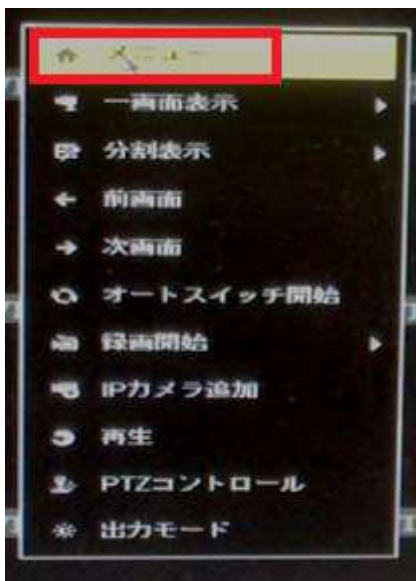 メニュー
一画面表示
分割表示
前画面
次画面
オートスイッチ開始
録画開始
IPカメラ追加
再生
PTZコントロール
出力モード